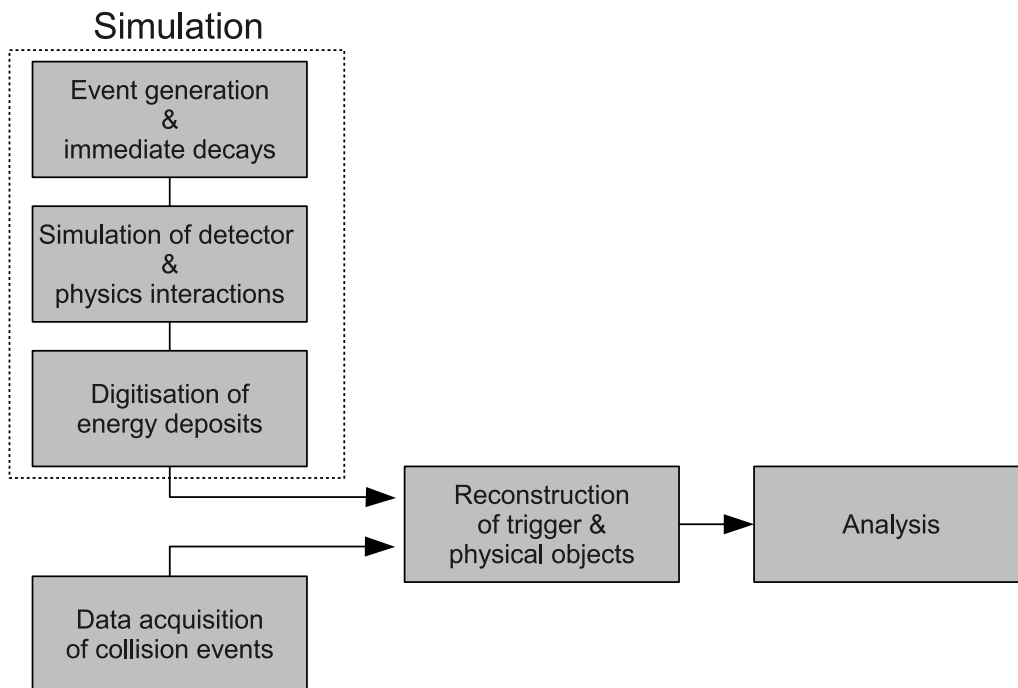 Simulation
Event generation
&
immediate decays
Simulation of detector
&
physics interactions
Digitisation of
energy deposits
Reconstruction
of trigger &
physical objects
Analysis
Data acquisition
of collision events